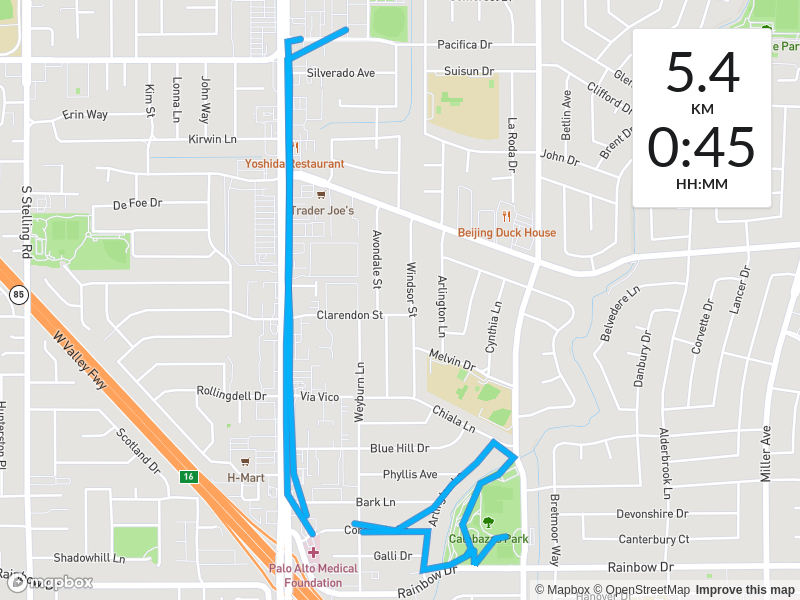 Pacifica Dr
Silverado Ave
Suisun Dr
5.4
KM
0:45
HH:MM
Kim St
Lonna Ln
John Way
Erin Way
Kirwin Ln
Yoshida Restaurant
La Roda Dr
Betlin Ave
Clifford Dr
Brent Dr
John Dr
S Stelling Rd
De Foe Dr
Trader Joe's
Beijing Duck House
Avondale St
Windsor St
Arlington Ln
Cynthia Ln
Belvedere Ln
Corvette Dr
Lancer Dr
85
W Valley Fwy
Clarendon St
Melvin Dr
Danbury Dr
Rollingdell Dr
Via Vico
Weyburn Ln
Chiala Ln
Scotland Dr
Blue Hill Dr
Phyllis Ave
Bark Ln
H-Mart
16
Alderbrook Ln
Miller Ave
Bretmoor Way
Devonshire Dr
Canterbury Ct
Galli Dr
Shadowhill Ln
Palo Alto Medical
Foundation
Rainbow Dr
Rainbow Dr
mapbox
© Mapbox © OpenStreetMap Improve this map